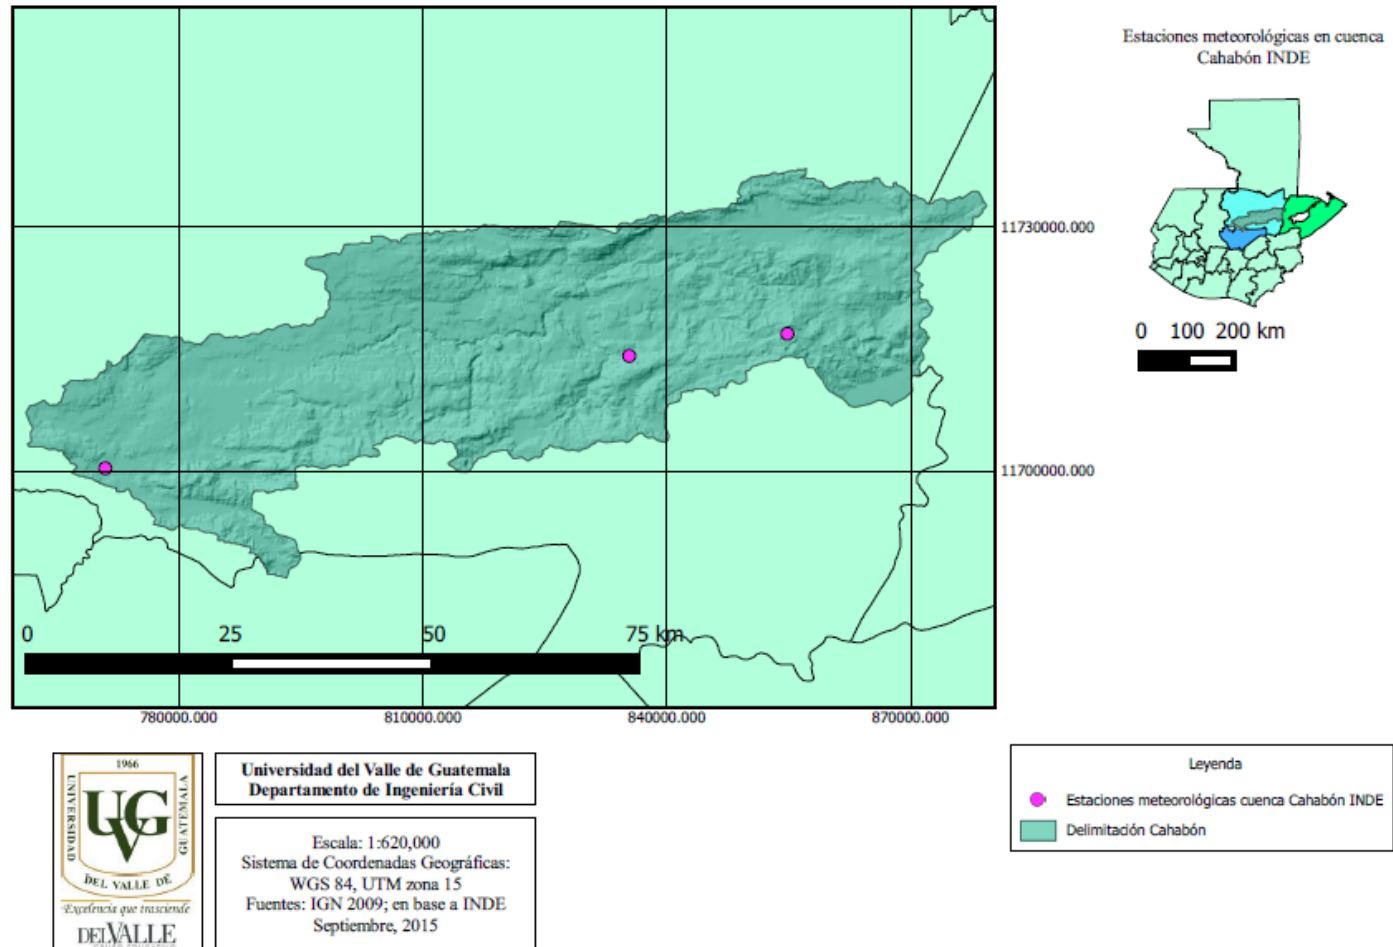 Estaciones meteorológicas en cuenca
Cahabón INDE
11730000.000
11700000.000
0 100 200 km
0 25 50 75 km
780000.000 810000.000 840000.000 870000.000
1966
UNIVERSIDAD
UVG
GUATEMALA
DEL VALLE DE
Excelencia que trasciende
DELVALLE
Universidad del Valle de Guatemala
Departamento de Ingeniería Civil
Escala: 1:620,000
Sistema de Coordenadas Geográficas:
WGS 84, UTM zona 15
Fuentes: IGN 2009; en base a INDE
Septiembre, 2015
Leyenda
Estaciones meteorológicas cuenca Cahabón INDE
Delimitación Cahabón